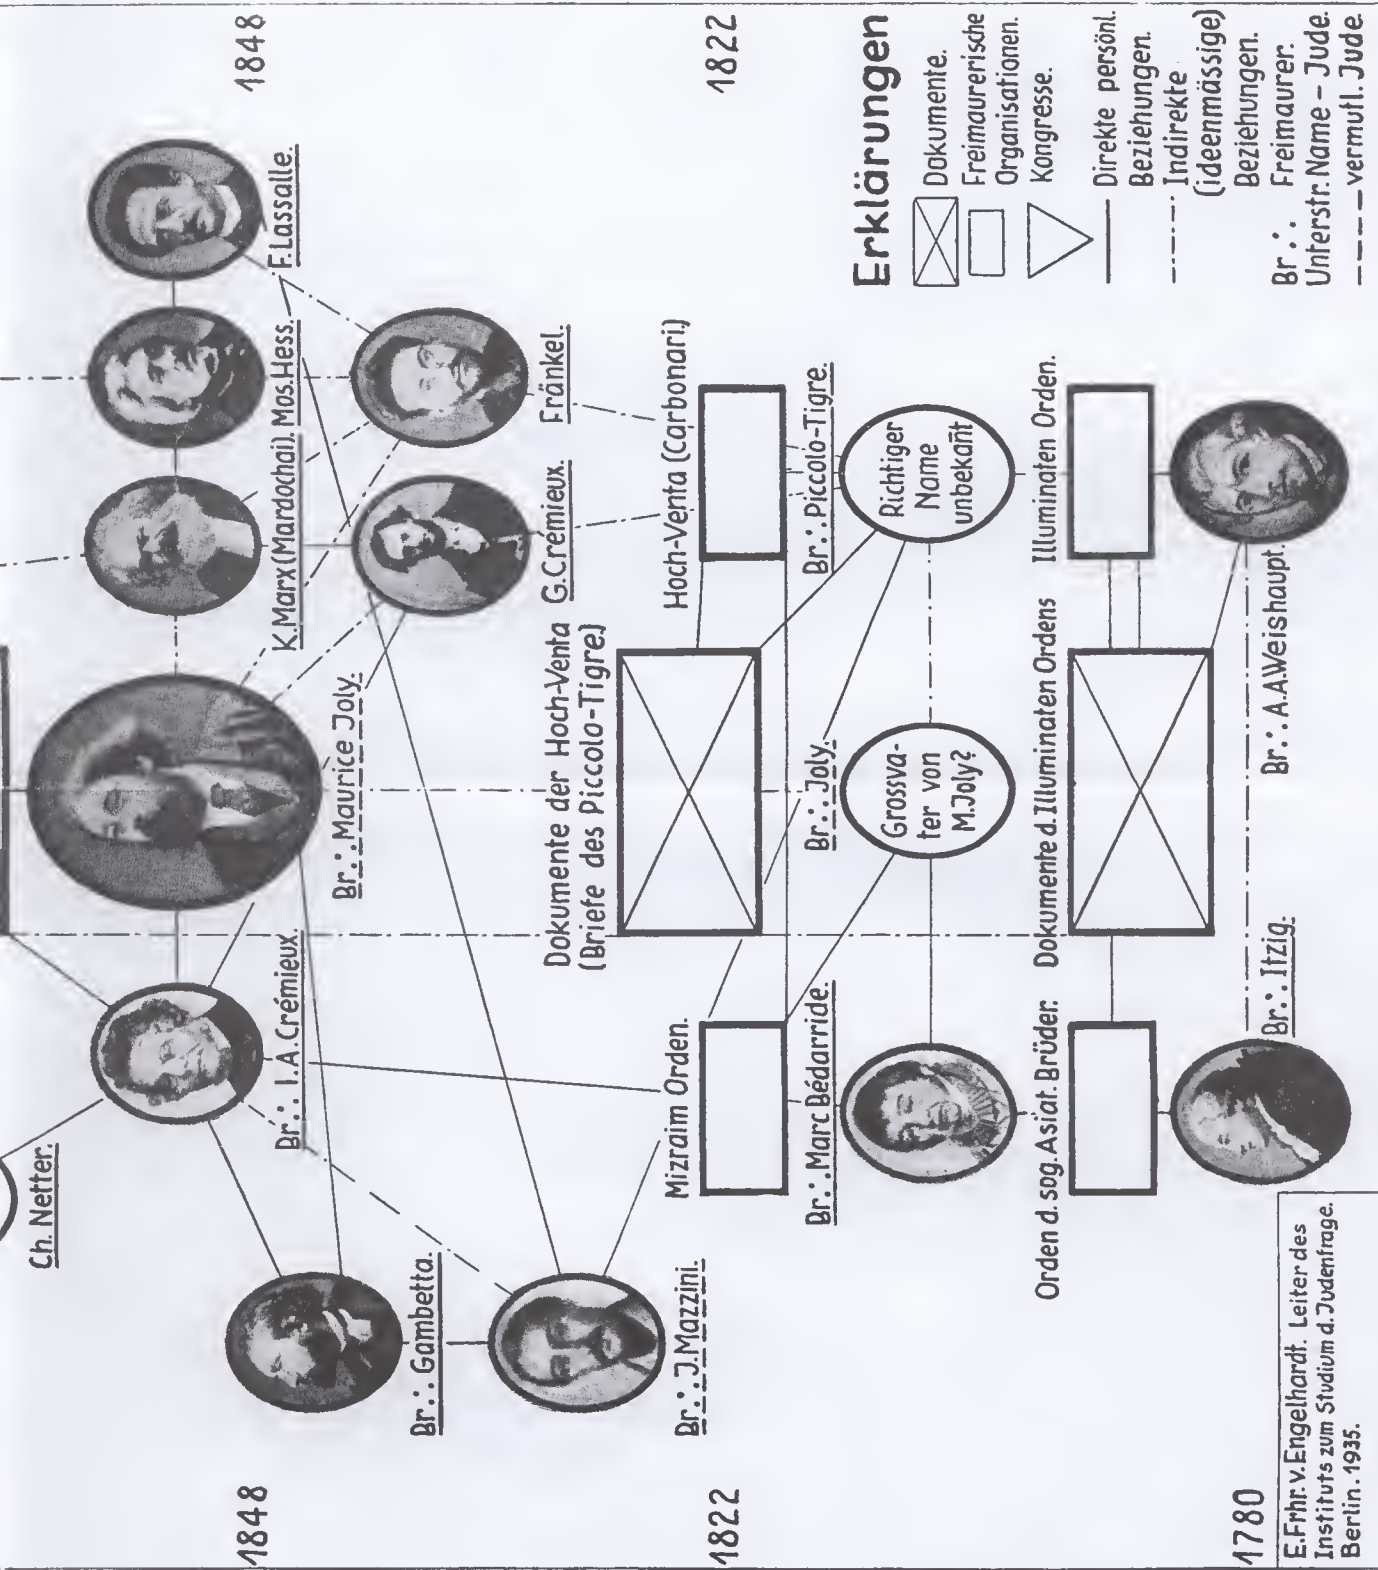 Ch. Netter.
1848
1848
Br∴ I.A.Crémieux.
K.Marx(Mardochai).
Mos.Hess.
F.Lassalle.
Br∴ Maurice Joly.
Br∴ Gambetta.
G.Cremieux.
Fränkel.
Dokumente der Hoch-Venta
(Briefe des Piccolo-Tigre.)
Br∴ J.Mazzini.
Mizraim Orden.
Hoch-Venta (Carbonari.)
1822
1822
Br∴ Marc Bédarride.
Br∴ Joly.
Br∴ Piccolo-Tigre.
Grossva-
ter von
M.Joly?
Richtiger
Name
unbekañt
Orden d. sog. Asiat. Brüder.
Dokumente d. Illuminaten Ordens
Illuminaten Orden.
1780
Br∴ Itzig.
Br∴ A.A.Weishaupt.
E.Frhr.v.Engelhardt. Leiter des
Instituts zum Studium d. Judenfrage.
Berlin. 1935.
Erklärungen
Dokumente.
Freimaurerische
Organisationen.
Kongresse.
Direkte persönl.
Beziehungen.
Indirekte
(ideenmässige)
Beziehungen.
Br∴ Freimaurer.
Unterstr. Name – Jude.
– – – vermutl. Jude.